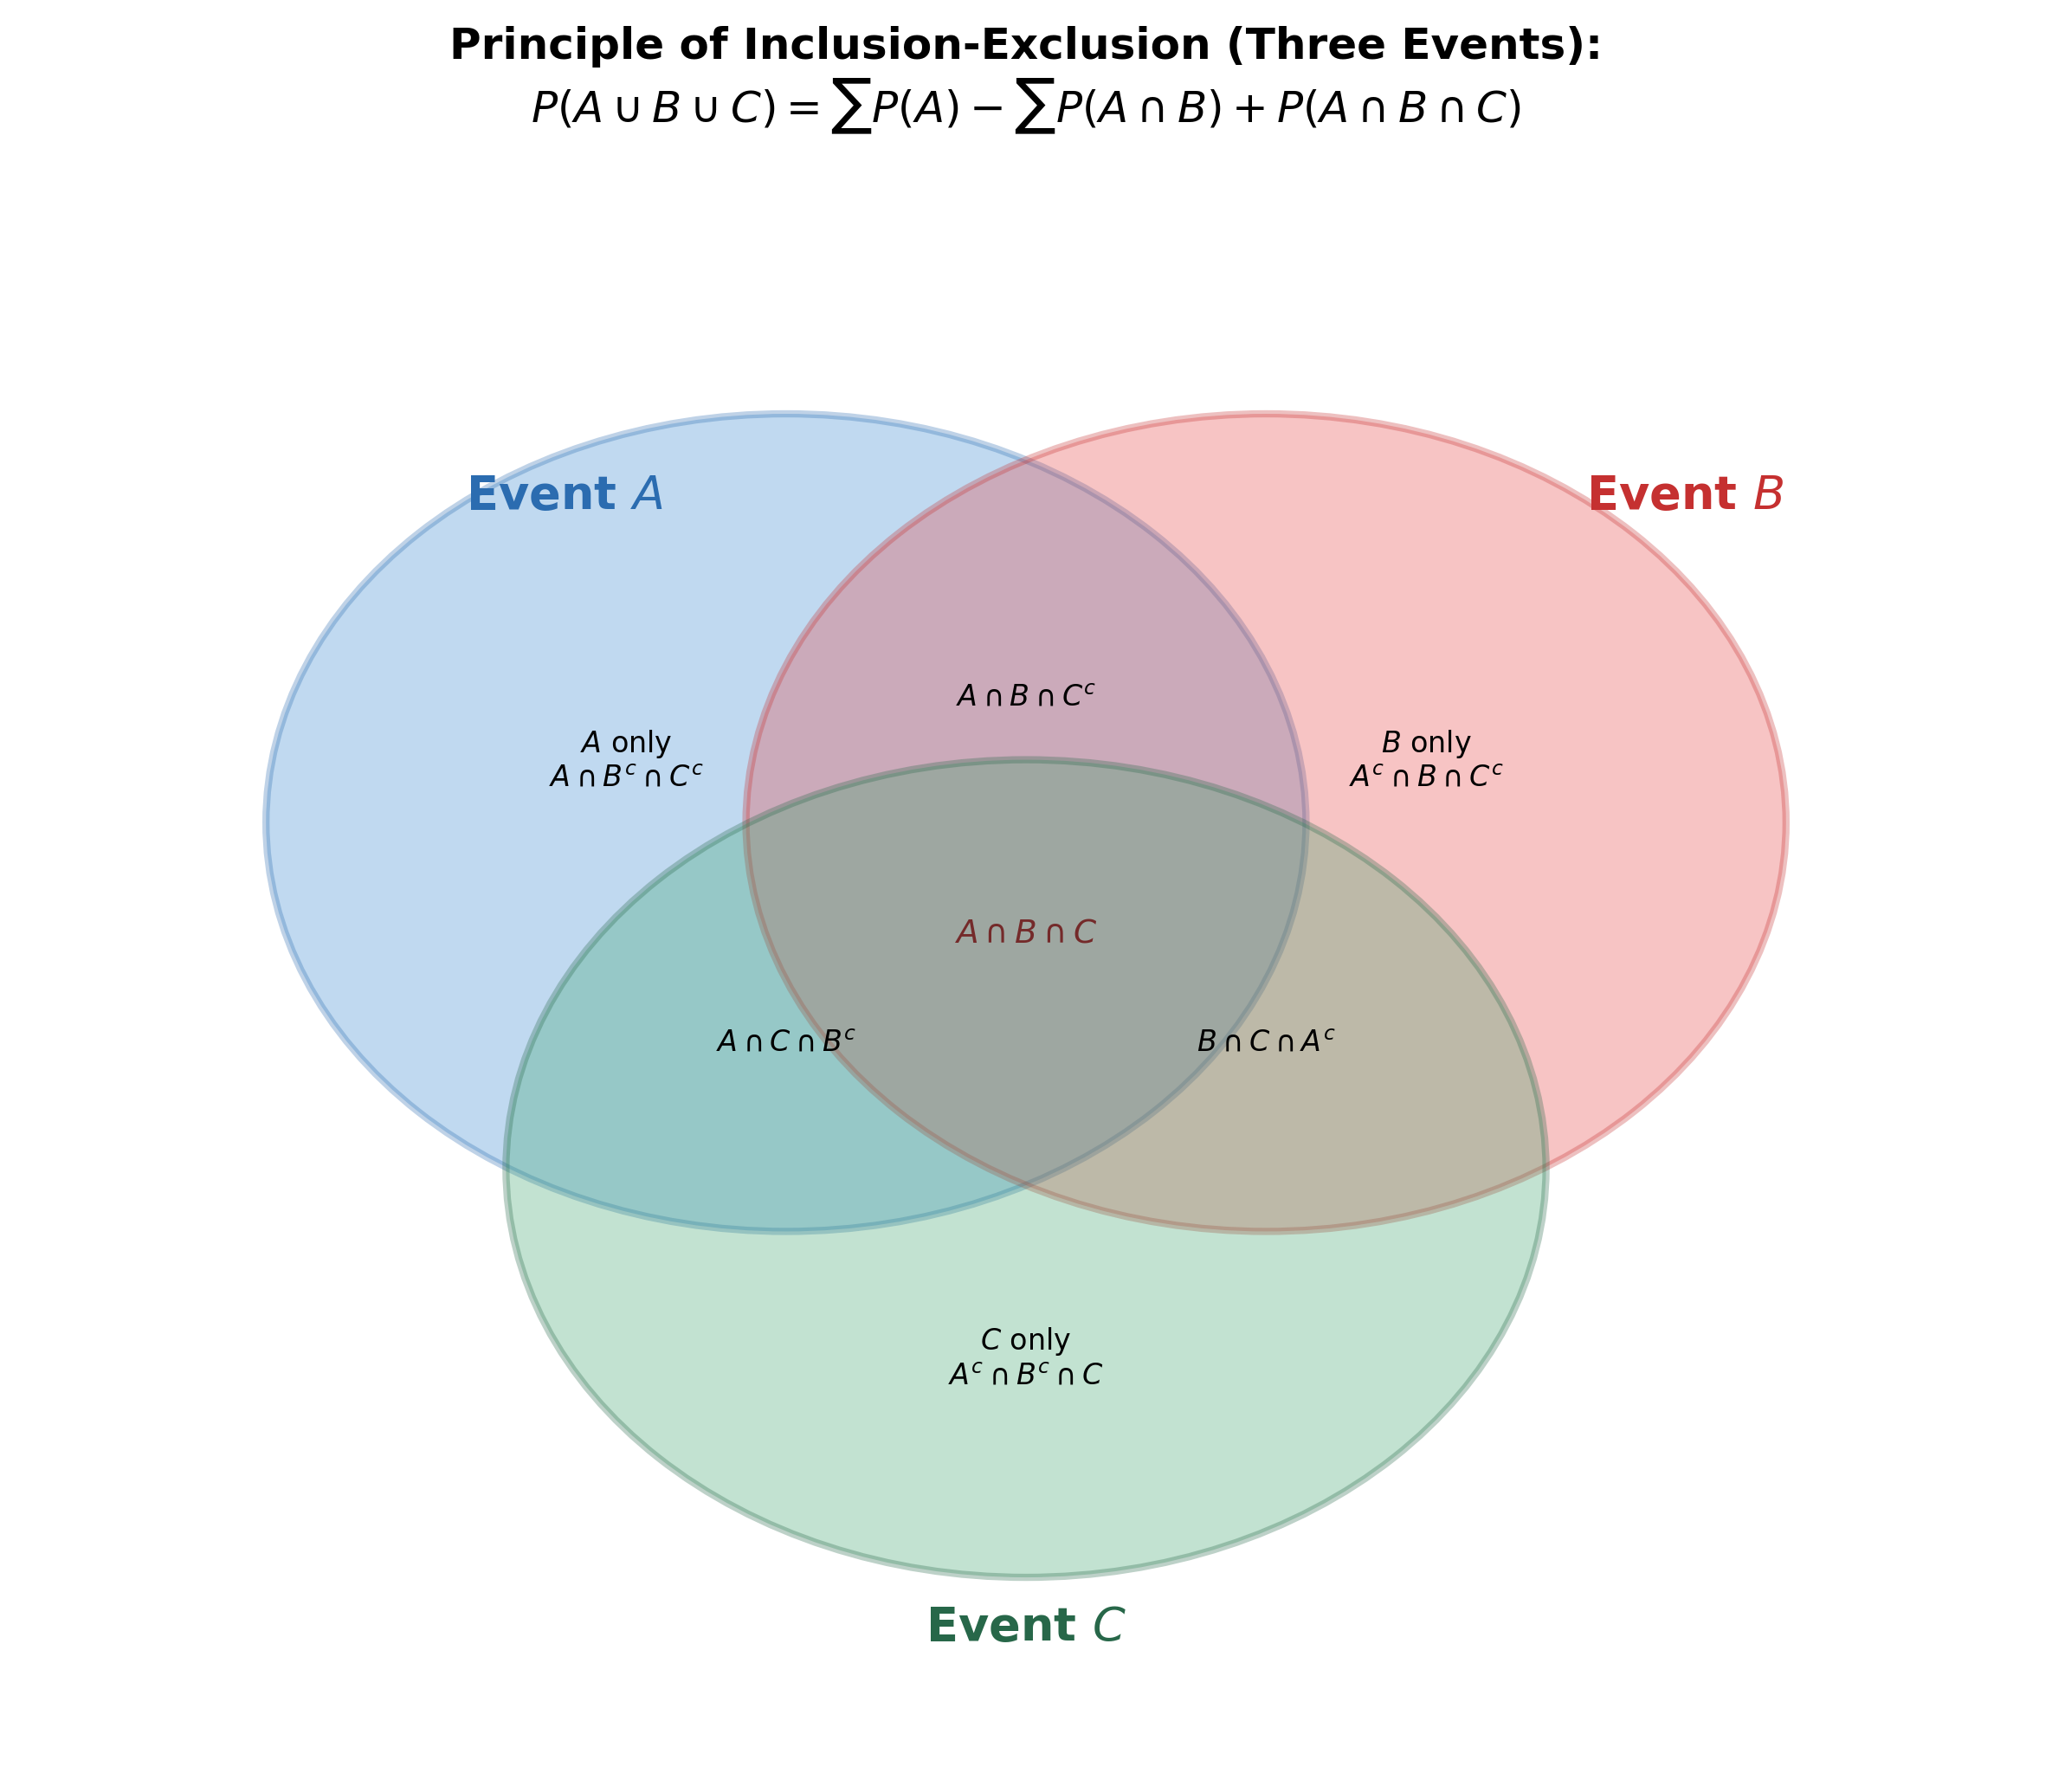 Principle of Inclusion-Exclusion (Three Events):
P(A ∪ B ∪ C) = ∑P(A) − ∑P(A ∩ B) + P(A ∩ B ∩ C)
Event A
Event B
A ∩ B ∩ Cᶜ
A only
A ∩ Bᶜ ∩ Cᶜ
B only
Aᶜ ∩ B ∩ Cᶜ
A ∩ B ∩ C
A ∩ C ∩ Bᶜ
B ∩ C ∩ Aᶜ
C only
Aᶜ ∩ Bᶜ ∩ C
Event C